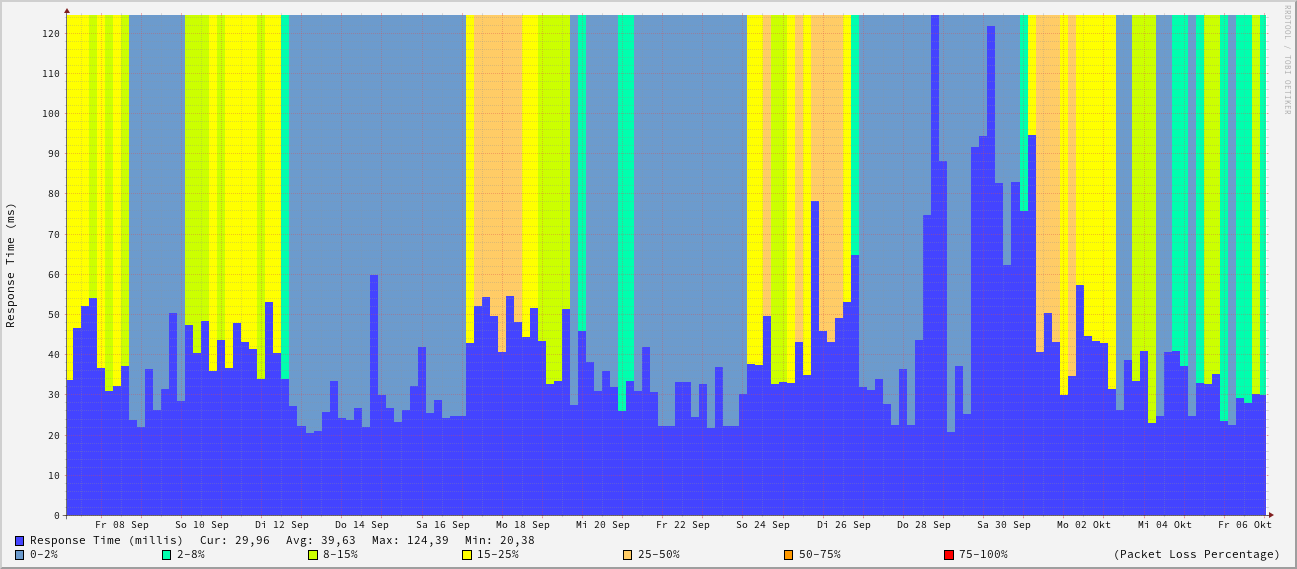 RRDTOOL / TOBI OETIKER
Response Time (ms)
120
110
100
90
80
70
60
50
40
30
20
10
0
Fr 08 Sep So 10 Sep Di 12 Sep Do 14 Sep Sa 16 Sep Mo 18 Sep Mi 20 Sep Fr 22 Sep So 24 Sep Di 26 Sep Do 28 Sep Sa 30 Sep Mo 02 Okt Mi 04 Okt Fr 06 Okt
Response Time (millis) Cur: 29,96 Avg: 39,63 Max: 124,39 Min: 20,38
0-2% 2-8% 8-15% 15-25% 25-50% 50-75% 75-100% (Packet Loss Percentage)